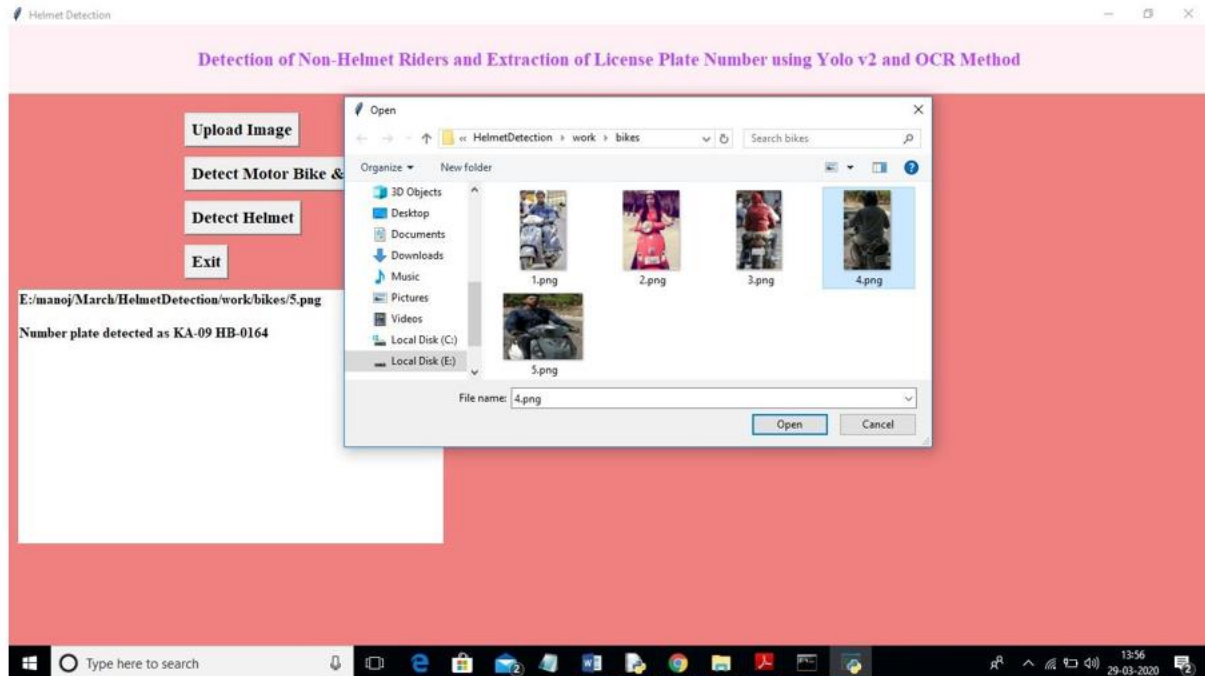 Helmet Detection
Detection of Non-Helmet Riders and Extraction of License Plate Number using Yolo v2 and OCR Method
Upload Image
Detect Motor Bike &
Detect Helmet
Exit
E:/manoj/March/HelmetDetection/work/bikes/5.png
Number plate detected as KA-09 HB-0164
Open
« HelmetDetection › work › bikes
Search bikes
Organize
New folder
3D Objects
Desktop
Documents
Downloads
Music
Pictures
Videos
Local Disk (C:)
Local Disk (E:)
1.png
2.png
3.png
4.png
5.png
File name: 4.png
Open
Cancel
Type here to search
13:56
29-03-2020